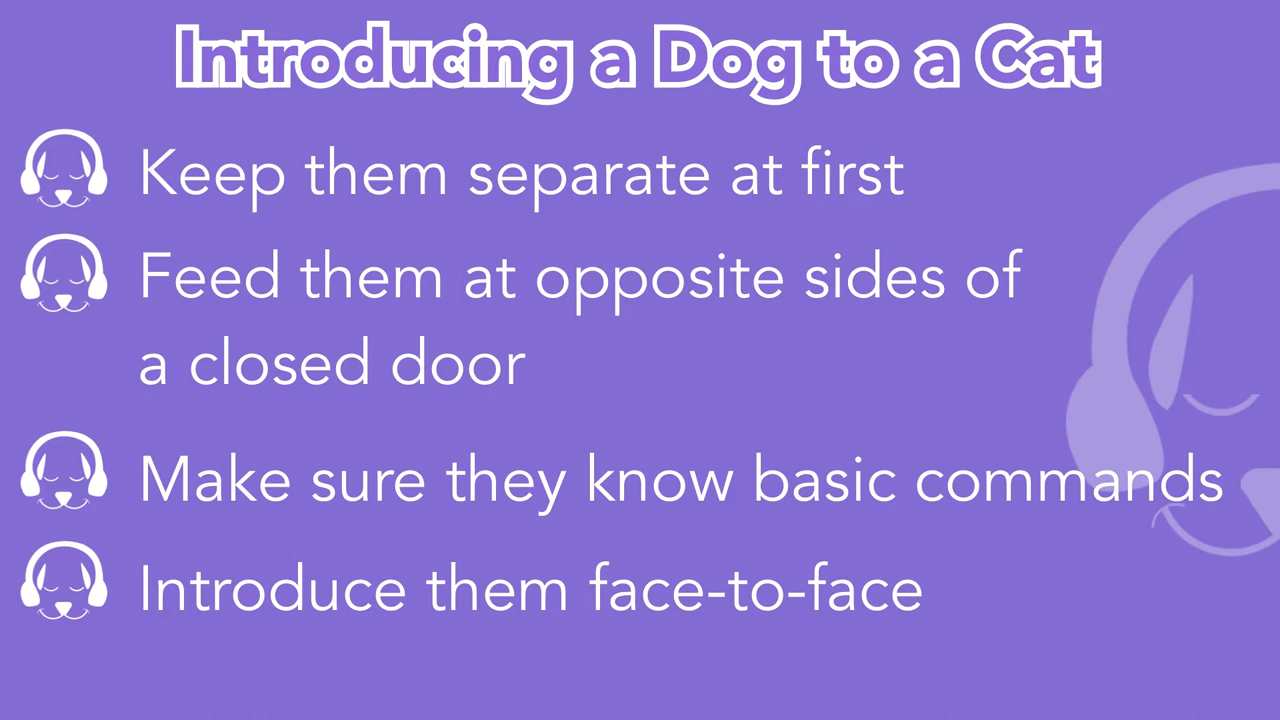 Introducing a Dog to a Cat
Keep them separate at first
Feed them at opposite sides of
a closed door
Make sure they know basic commands
Introduce them face-to-face